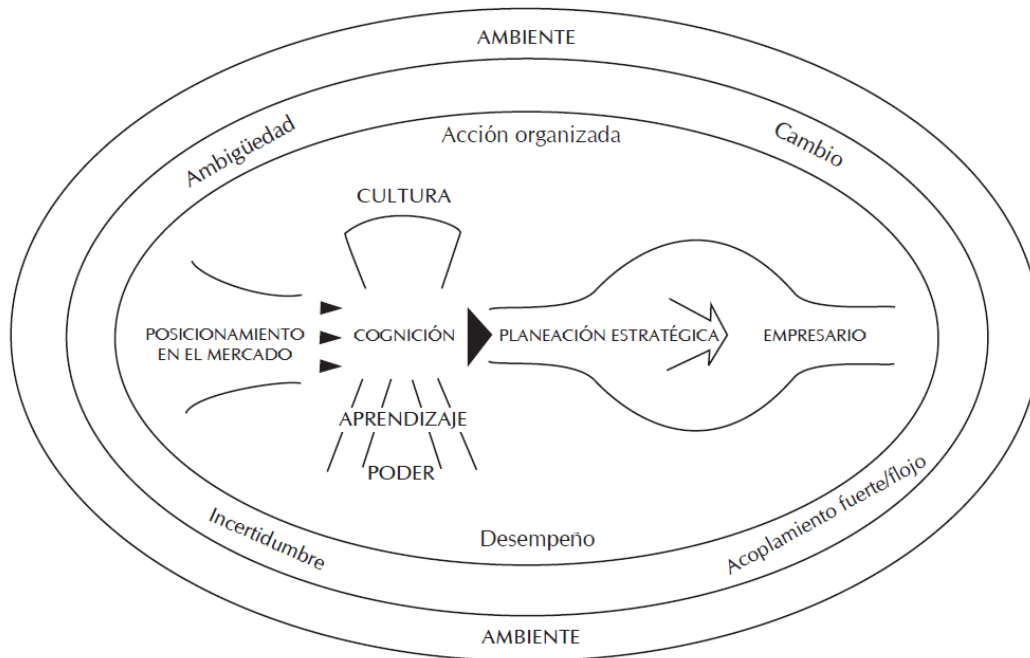 AMBIENTE
Ambigüedad
Acción organizada
Cambio
CULTURA
POSICIONAMIENTO
EN EL MERCADO
COGNICIÓN
PLANEACIÓN ESTRATÉGICA
EMPRESARIO
APRENDIZAJE
PODER
Incertidumbre
Desempeño
Acoplamiento fuerte/flojo
AMBIENTE